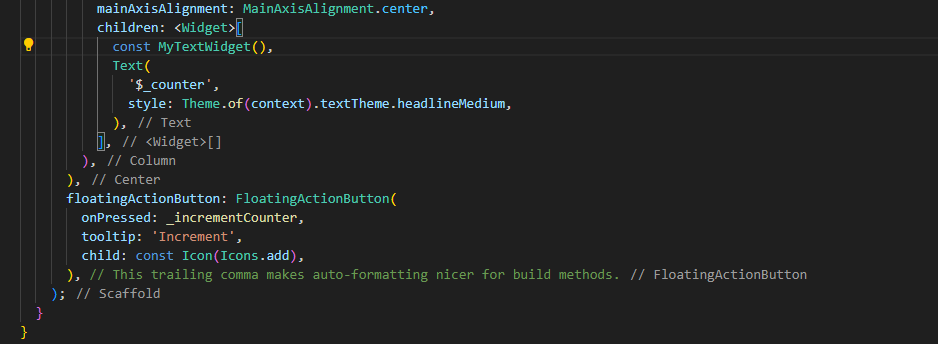 mainAxisAlignment: MainAxisAlignment.center,
children: <Widget>[
const MyTextWidget(),
Text(
'$_counter',
style: Theme.of(context).textTheme.headlineMedium,
), // Text
], // <Widget>[]
), // Column
), // Center
floatingActionButton: FloatingActionButton(
onPressed: _incrementCounter,
tooltip: 'Increment',
child: const Icon(Icons.add),
), // This trailing comma makes auto-formatting nicer for build methods. // FloatingActionButton
); // Scaffold
}
}